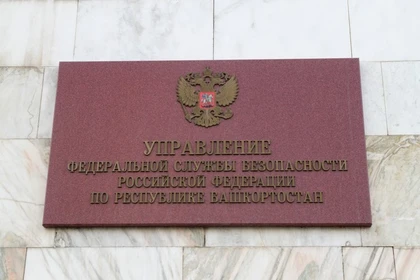 УПРАВЛЕНИЕ
ФЕДЕРАЛЬНОЙ СЛУЖБЫ БЕЗОПАСНОСТИ
РОССИЙСКОЙ ФЕДЕРАЦИИ
ПО РЕСПУБЛИКЕ БАШКОРТОСТАН